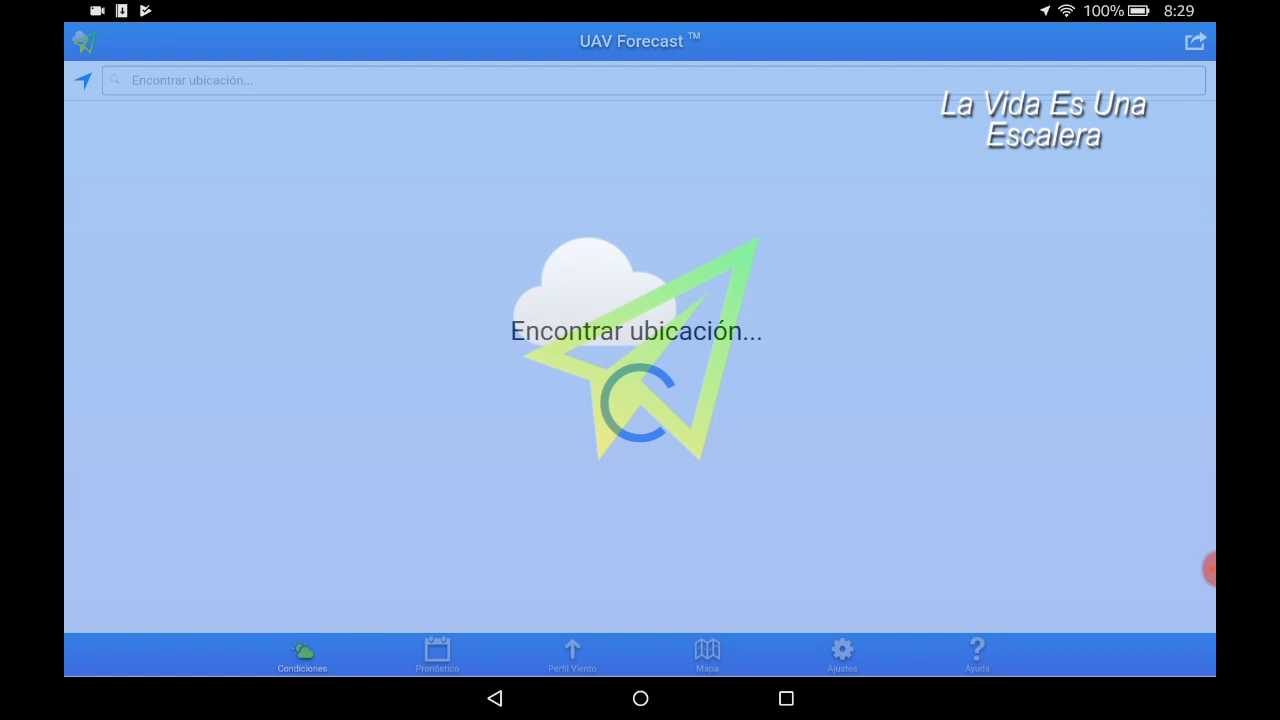 100% 8:29
UAV Forecast ™
Encontrar ubicación...
La Vida Es Una
Escalera
Encontrar ubicación...
Condiciones Pronóstico Perfil Viento Mapa Ajustes Ayuda